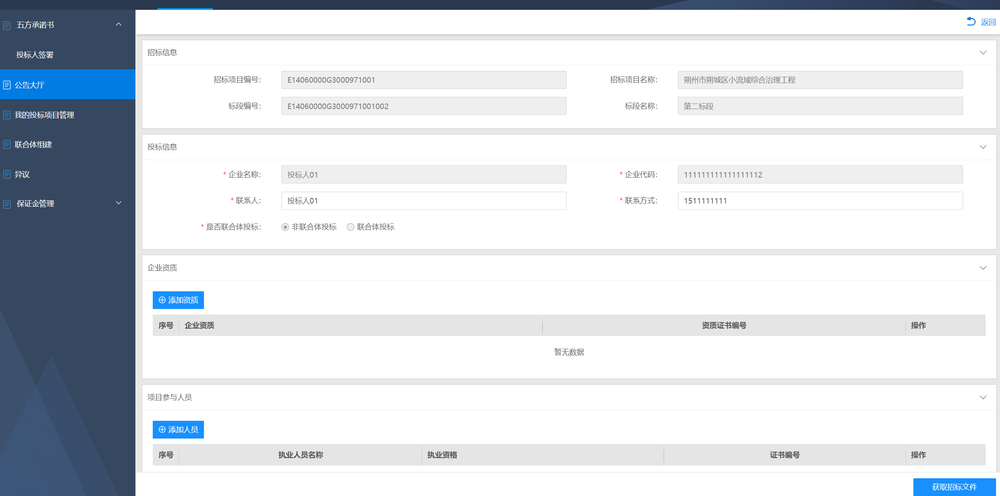 五方承诺书
投标人签署
公告大厅
我的投标项目管理
联合体组建
异议
保证金管理
返回
招标信息
招标项目编号: E14060000G3000971001 招标项目名称: 朔州市朔城区小流域综合治理工程
标段编号: E14060000G3000971001002 标段名称: 第二标段
投标信息
* 企业名称: 投标人01 * 企业代码: 111111111111111112
* 联系人: 投标人01 * 联系方式: 1511111111
* 是否联合体投标: 非联合体投标 联合体投标
企业资质
添加资质
序号 企业资质 资质证书编号 操作
暂无数据
项目参与人员
添加人员
序号 执业人员名称 执业资格 证书编号 操作
获取招标文件